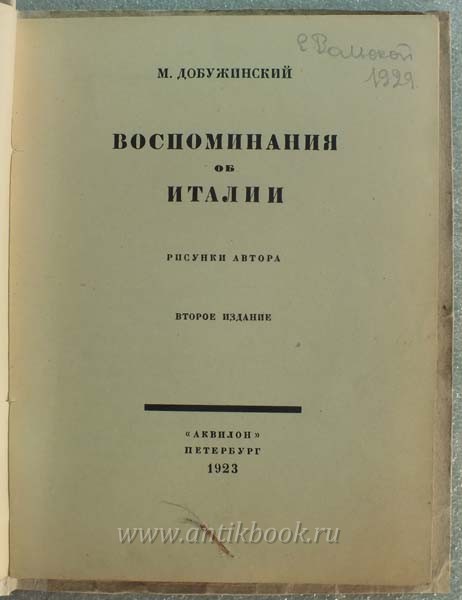 1929
М. ДОБУЖИНСКИЙ
ВОСПОМИНАНИЯ
ОБ
ИТАЛИИ
РИСУНКИ АВТОРА
ВТОРОЕ ИЗДАНИЕ
„АКВИЛОН"
ПЕТЕРБУРГ
1923
www.antikbook.ru